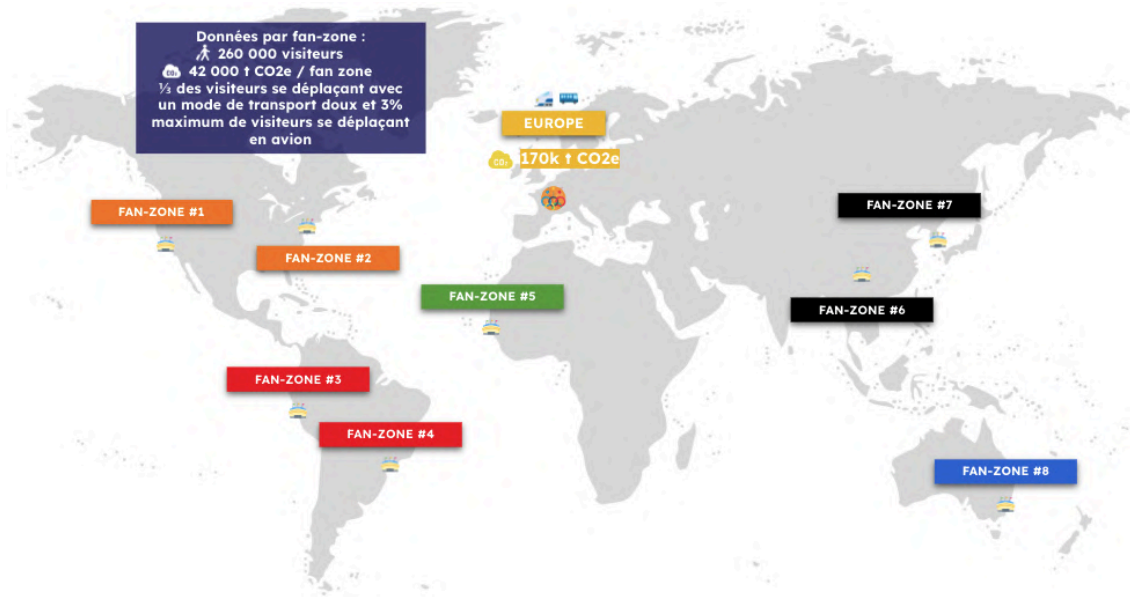 Données par fan-zone :
260 000 visiteurs
CO₂ 42 000 t CO2e / fan zone
⅓ des visiteurs se déplaçant avec
un mode de transport doux et 3%
maximum de visiteurs se déplaçant
en avion
EUROPE
CO₂ 170k t CO2e
FAN-ZONE #1
FAN-ZONE #2
FAN-ZONE #3
FAN-ZONE #4
FAN-ZONE #5
FAN-ZONE #7
FAN-ZONE #6
FAN-ZONE #8